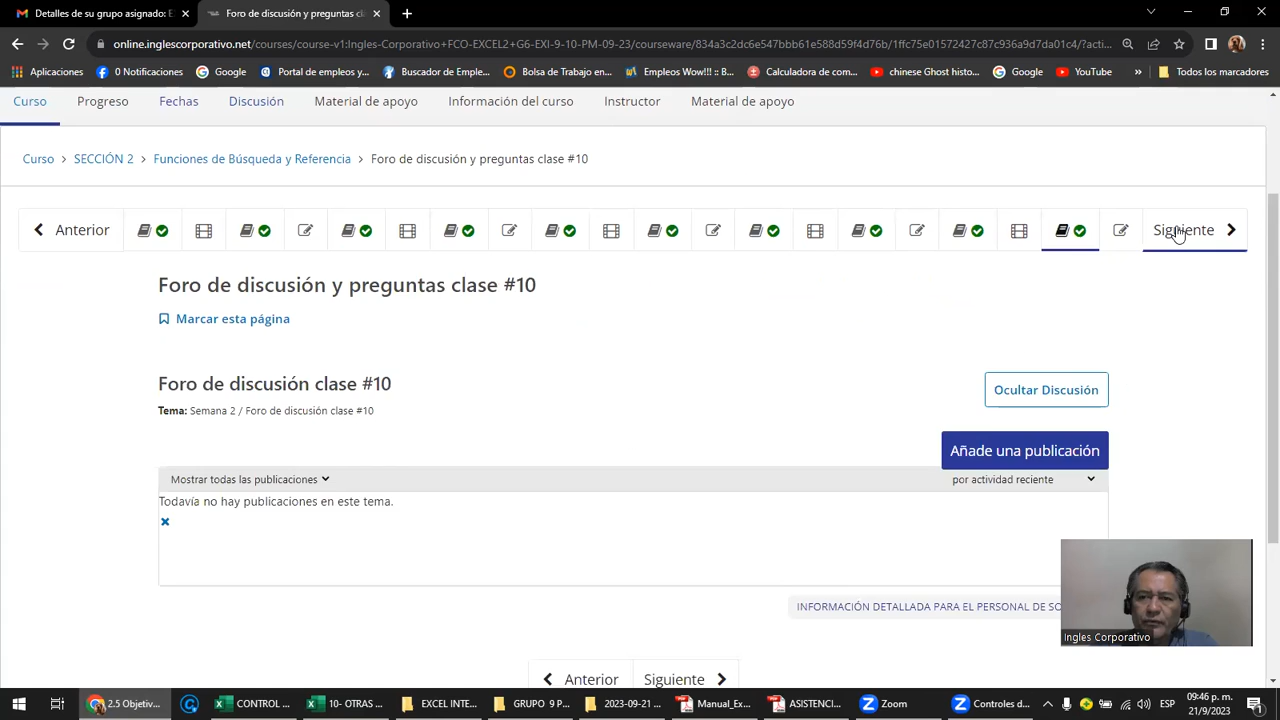 Detalles de su grupo asignado: E
Foro de discusión y preguntas cl
online.inglescorporativo.net/courses/course-v1:Ingles-Corporativo+FCO-EXCEL2+G6-EXI-9-10-PM-09-23/courseware/834a3c2dc6e547bbb61e588d59f4d76b/1ffc75e01572427c87c936a9d7da01c4/?acti...
Aplicaciones
0 Notificaciones
Google
Portal de empleos y...
Buscador de Emple...
Bolsa de Trabajo en...
Empleos Wow!! :: B...
Calculadora de com...
chinese Ghost histo...
Google
YouTube
»
Todos los marcadores
Curso
Progreso
Fechas
Discusión
Material de apoyo
Información del curso
Instructor
Material de apoyo
Curso > SECCIÓN 2 > Funciones de Búsqueda y Referencia > Foro de discusión y preguntas clase #10
Anterior
Siguiente
Foro de discusión y preguntas clase #10
Marcar esta página
Foro de discusión clase #10
Ocultar Discusión
Tema: Semana 2 / Foro de discusión clase #10
Añade una publicación
Mostrar todas las publicaciones
por actividad reciente
Todavía no hay publicaciones en este tema.
INFORMACIÓN DETALLADA PARA EL PERSONAL DE SO
Ingles Corporativo
Anterior
Siguiente
2.5 Objetiv...
CONTROL ...
10- OTRAS ...
EXCEL INTE...
GRUPO 9 P...
2023-09-21 ...
Manual_Ex...
ASISTENCI...
Zoom
Controles d...
ESP
09:46 p. m.
21/9/2023